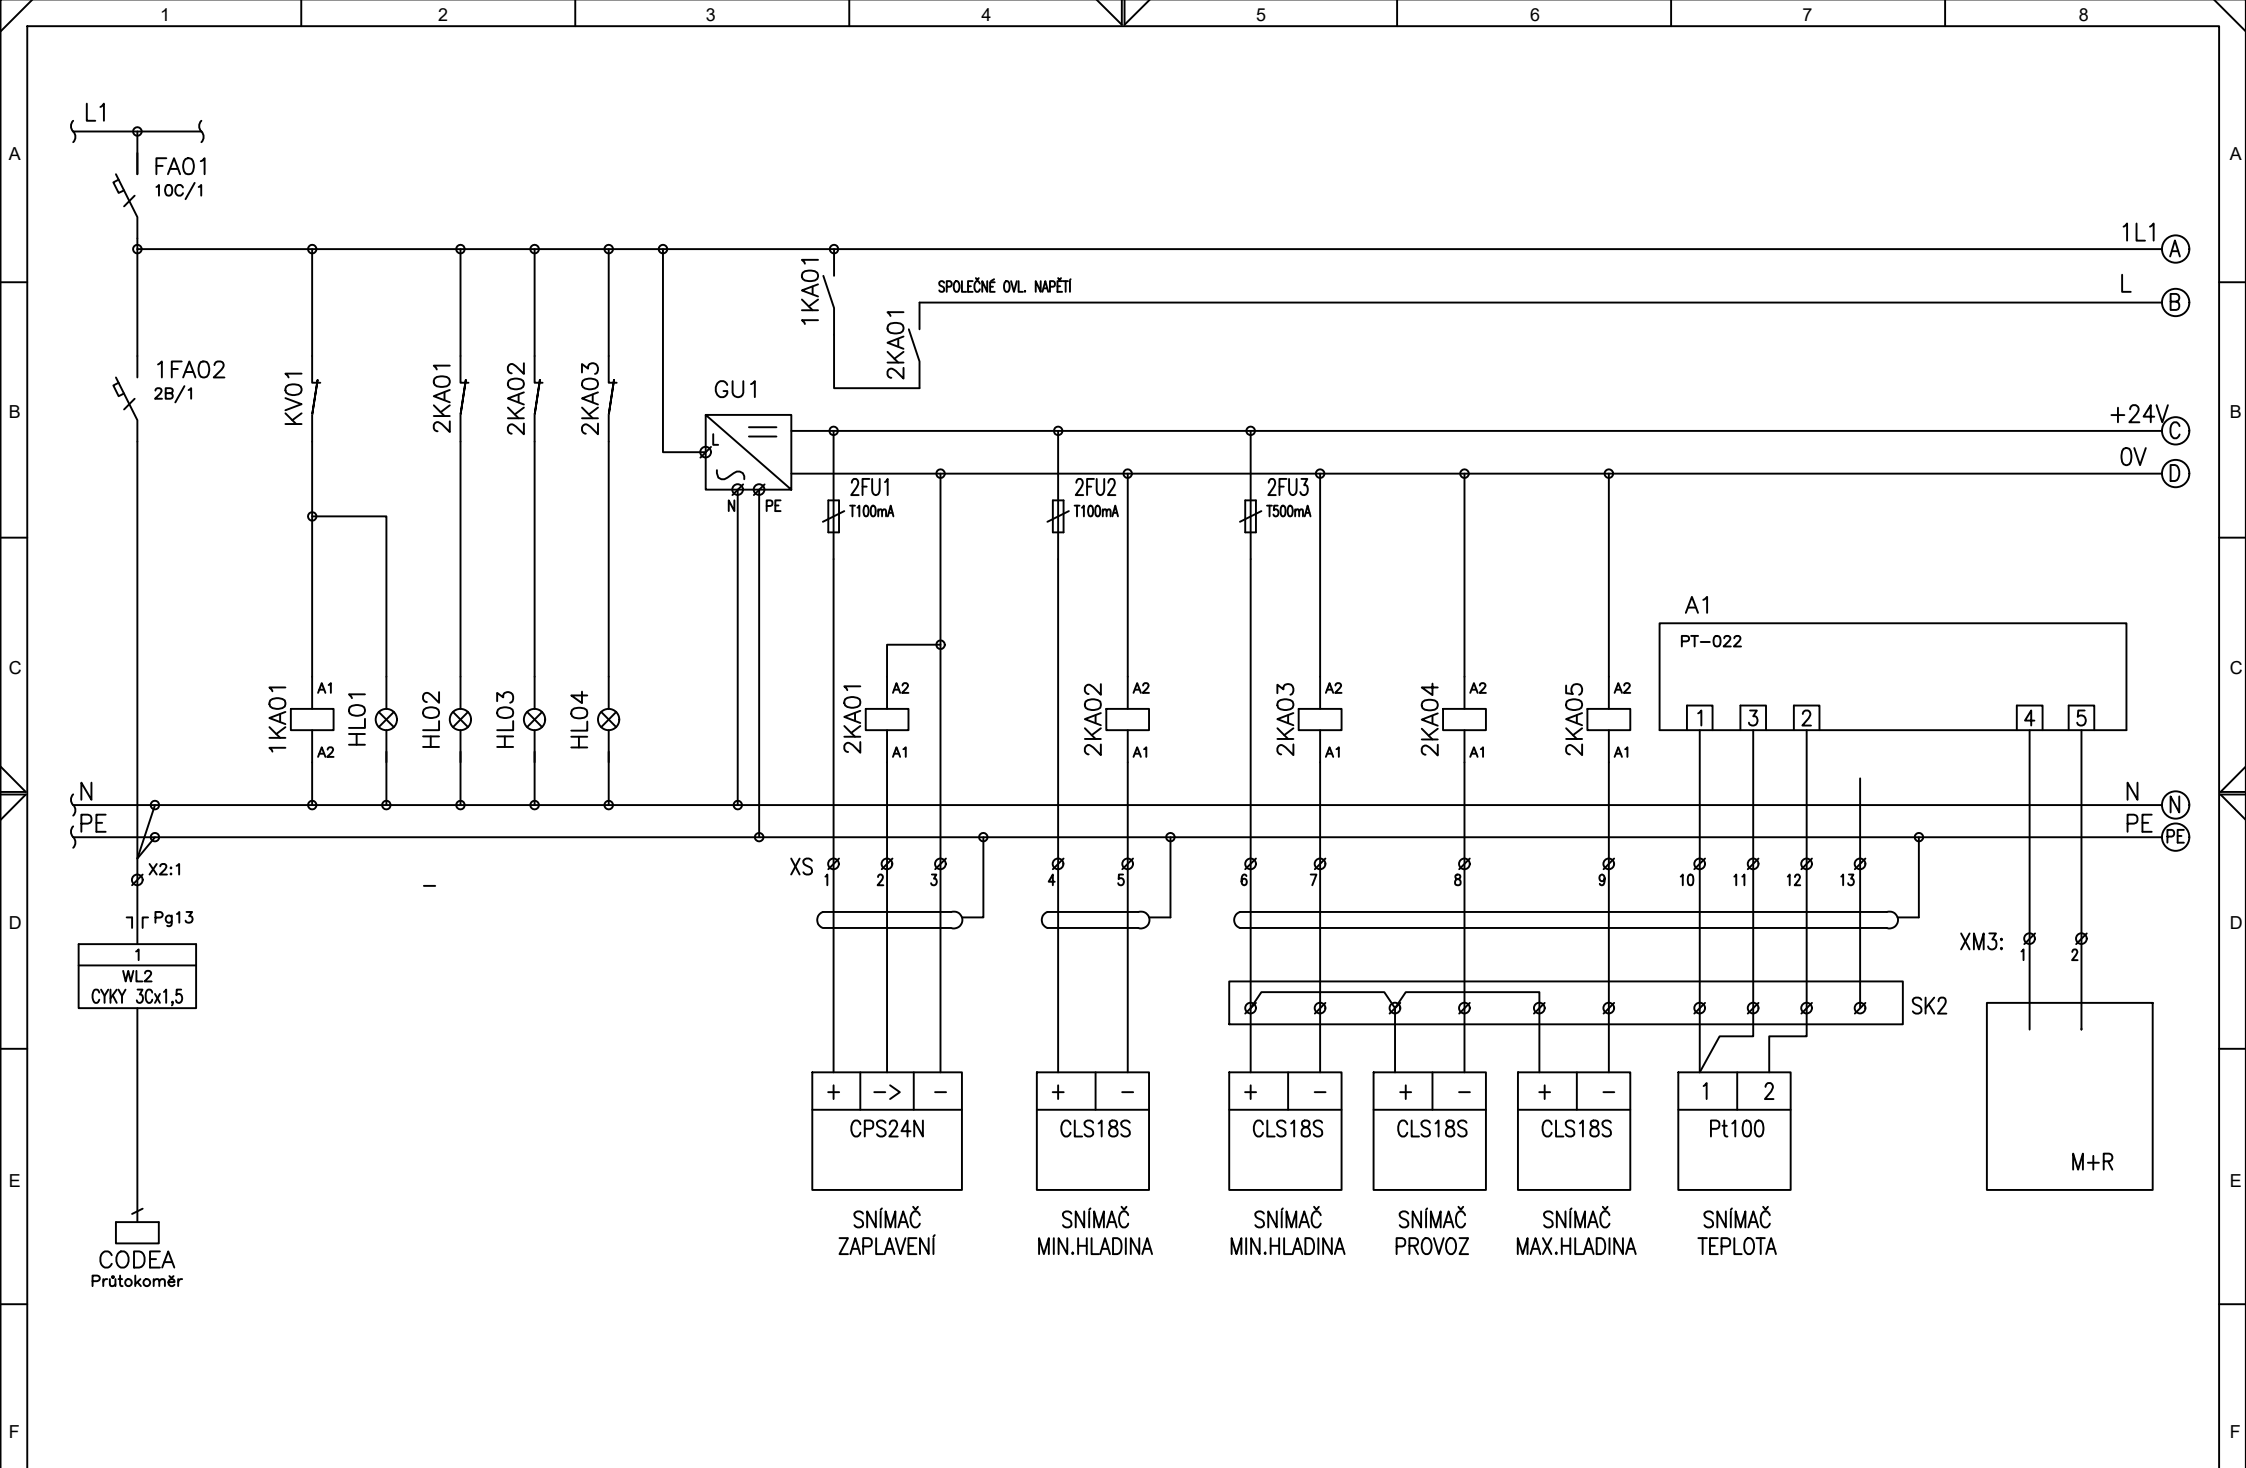 1 2 3 4 5 6 7 8
A A
L1
FA01
10C/1
1L1 A
SPOLEČNÉ OVL. NAPĚTÍ
L B
1KA01
2KA01
B B
1FA02
2B/1
KV01
2KA01
2KA02
2KA03
GU1
L
N PE
+24V C
0V D
2FU1
T100mA
2FU2
T100mA
2FU3
T500mA
C C
A1
PT-022
1 3 2 4 5
1KA01
A1
A2
HL01
HL02
HL03
HL04
2KA01
A2
A1
2KA02
A2
A1
2KA03
A2
A1
2KA04
A2
A1
2KA05
A2
A1
N N N
PE PE PE
X2:1
XS 1 2 3 4 5 6 7 8 9 10 11 12 13
–
D D
Pg13
1
WL2
CYKY 3Cx1,5
XM3: 1 2
SK2
+ -> -
CPS24N
+ -
CLS18S
+ -
CLS18S
+ -
CLS18S
+ -
CLS18S
1 2
Pt100
M+R
E E
SNÍMAČ
ZAPLAVENÍ
SNÍMAČ
MIN.HLADINA
SNÍMAČ
MIN.HLADINA
SNÍMAČ
PROVOZ
SNÍMAČ
MAX.HLADINA
SNÍMAČ
TEPLOTA
CODEA
Průtokoměr
F F